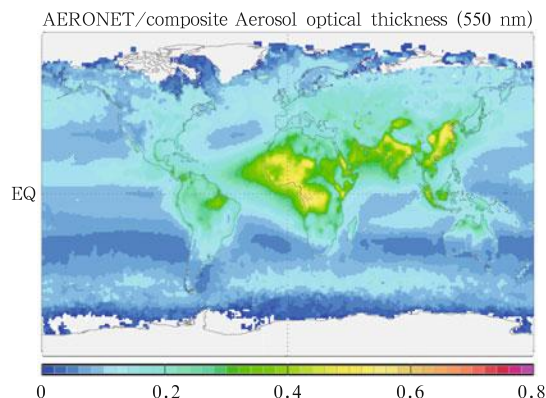 AERONET/composite Aerosol optical thickness (550 nm)
EQ
0 0.2 0.4 0.6 0.8